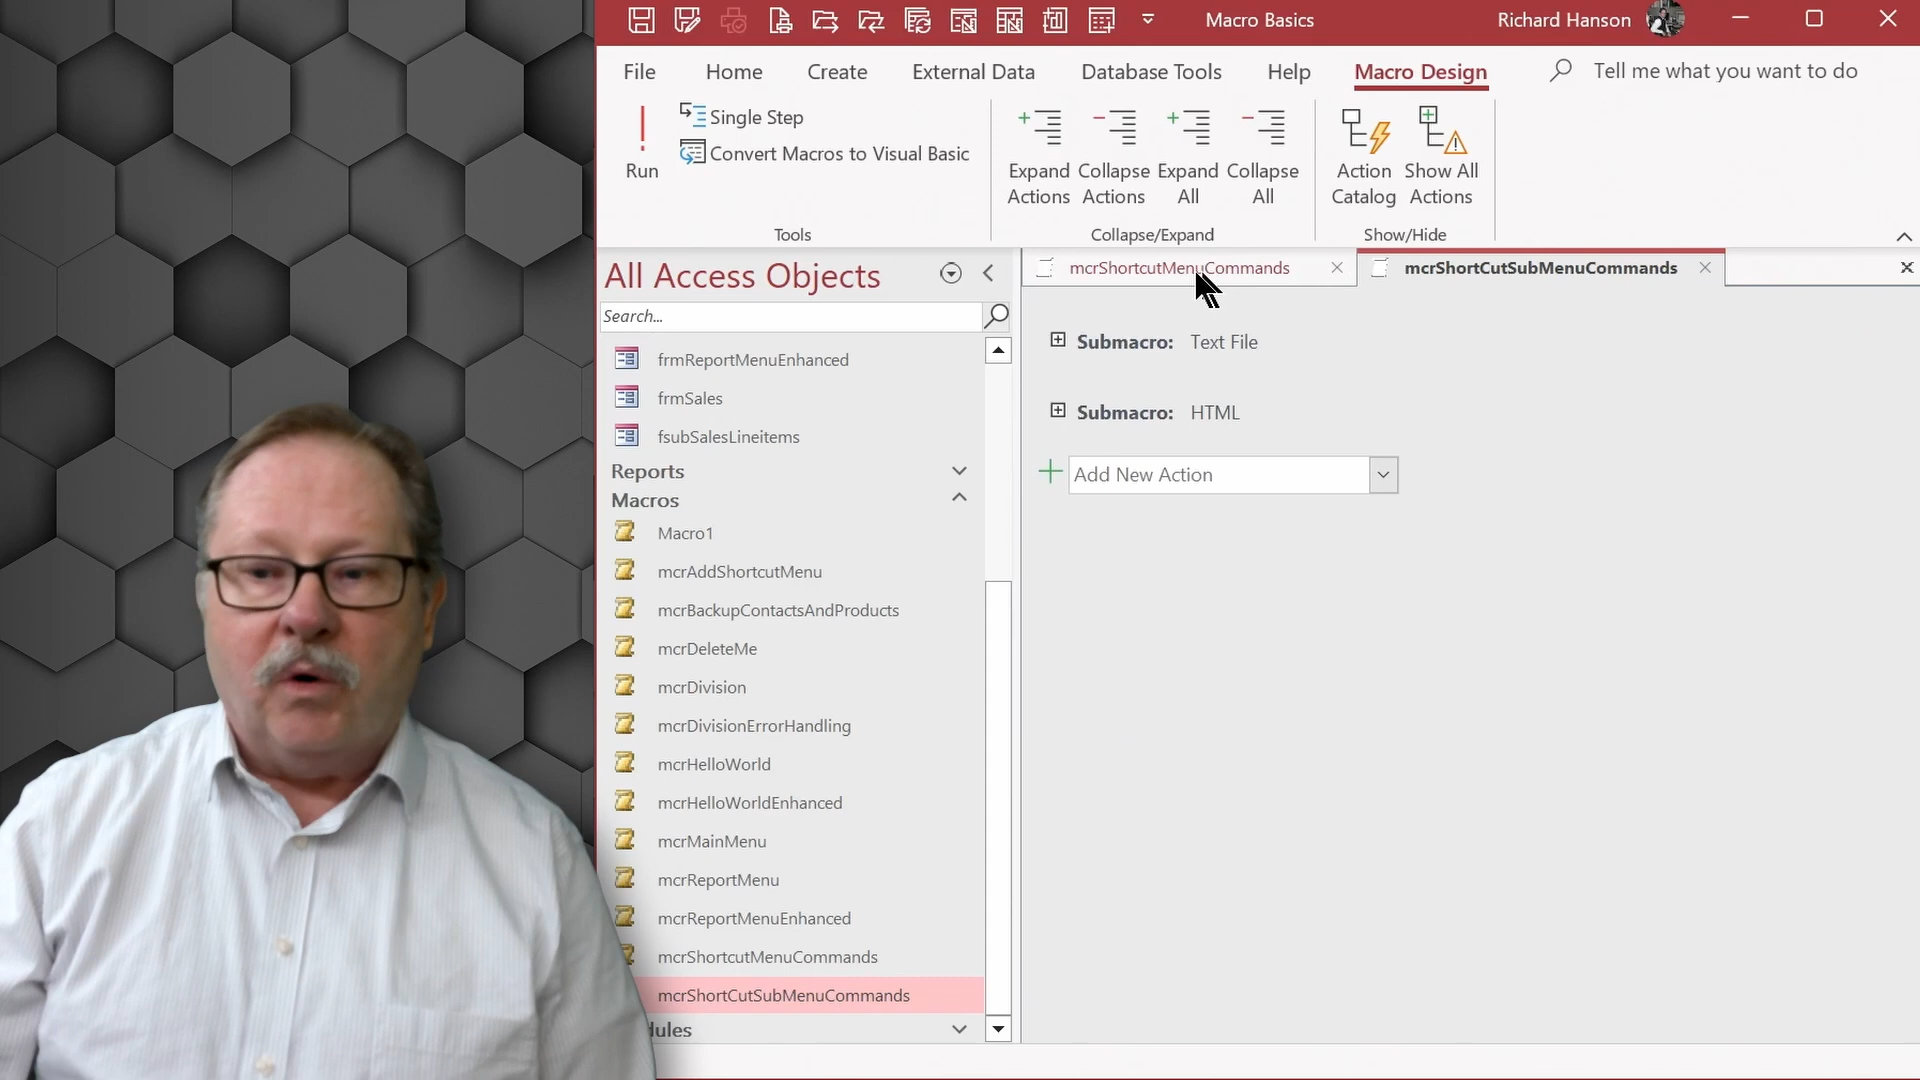 Macro Basics
Richard Hanson
File Home Create External Data Database Tools Help Macro Design Tell me what you want to do
Run
Single Step
Convert Macros to Visual Basic
Tools
Expand Actions
Collapse Actions
Expand All
Collapse All
Collapse/Expand
Action Catalog
Show All Actions
Show/Hide
All Access Objects
Search...
frmReportMenuEnhanced
frmSales
fsubSalesLineitems
Reports
Macros
Macro1
mcrAddShortcutMenu
mcrBackupContactsAndProducts
mcrDeleteMe
mcrDivision
mcrDivisionErrorHandling
mcrHelloWorld
mcrHelloWorldEnhanced
mcrMainMenu
mcrReportMenu
mcrReportMenuEnhanced
mcrShortcutMenuCommands
mcrShortCutSubMenuCommands
dules
mcrShortcutMenuCommands
mcrShortCutSubMenuCommands
Submacro: Text File
Submacro: HTML
Add New Action